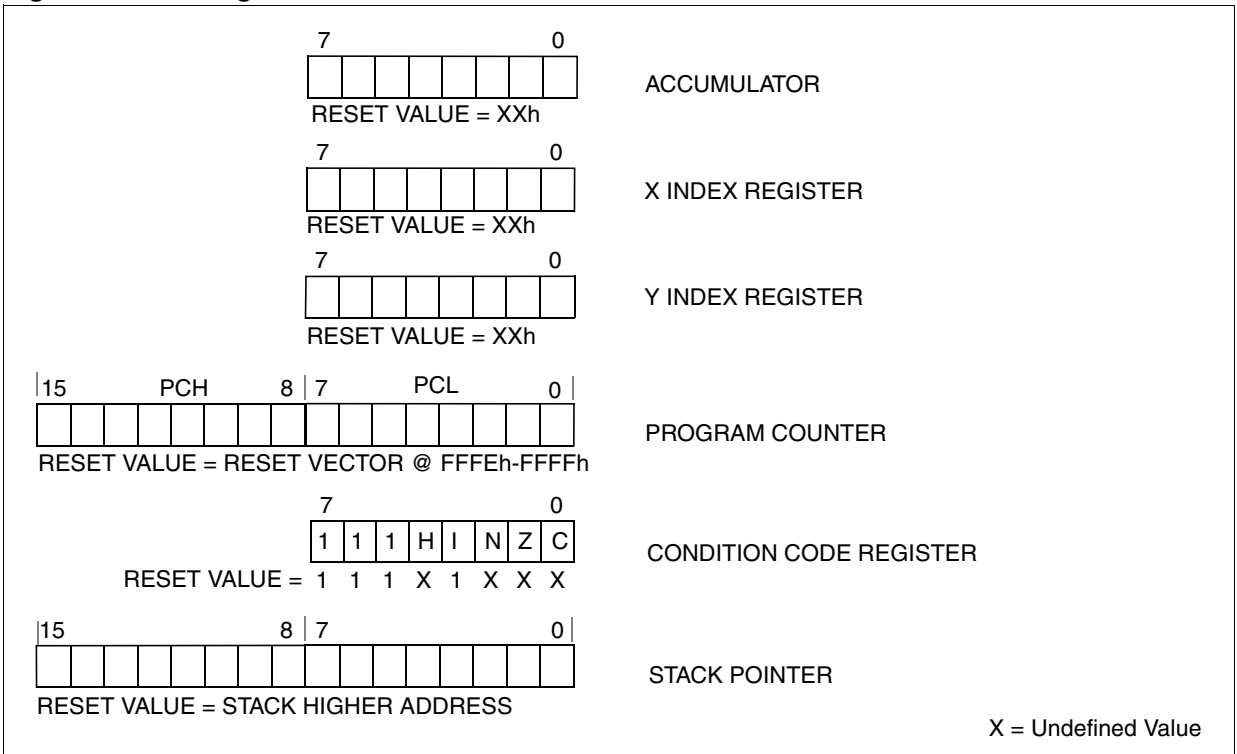 7 0
ACCUMULATOR
RESET VALUE = XXh
7 0
X INDEX REGISTER
RESET VALUE = XXh
7 0
Y INDEX REGISTER
RESET VALUE = XXh
15 PCH 8 7 PCL 0
PROGRAM COUNTER
RESET VALUE = RESET VECTOR @ FFFEh-FFFFh
7 0
1 1 1 H I N Z C
CONDITION CODE REGISTER
RESET VALUE = 1 1 1 X 1 X X X
15 8 7 0
STACK POINTER
RESET VALUE = STACK HIGHER ADDRESS
X = Undefined Value